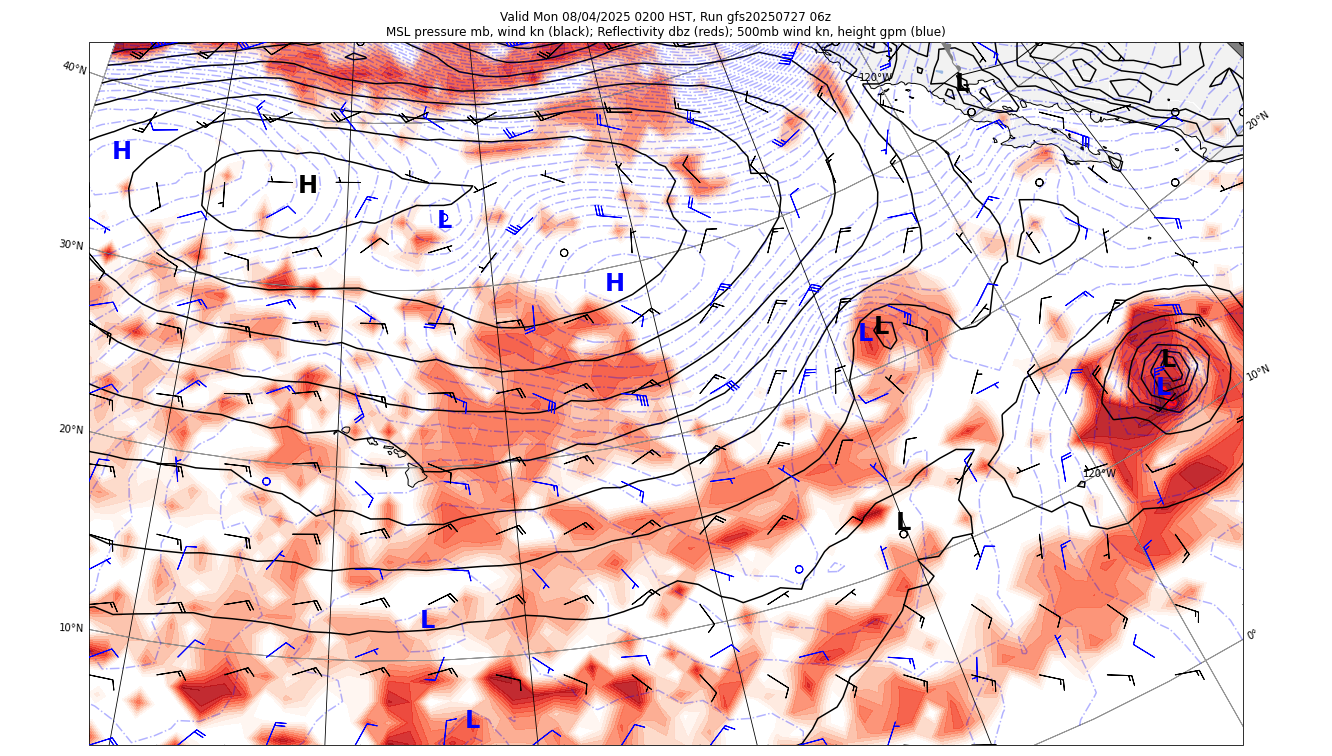 Valid Mon 08/04/2025 0200 HST, Run gfs20250727 06z
MSL pressure mb, wind kn (black); Reflectivity dbz (reds); 500mb wind kn, height gpm (blue)
40°N
120°W
L
20°N
H
H
L
30°N
H
L
L
L
L
10°N
20°N
120°W
L
L
10°N
0°
L